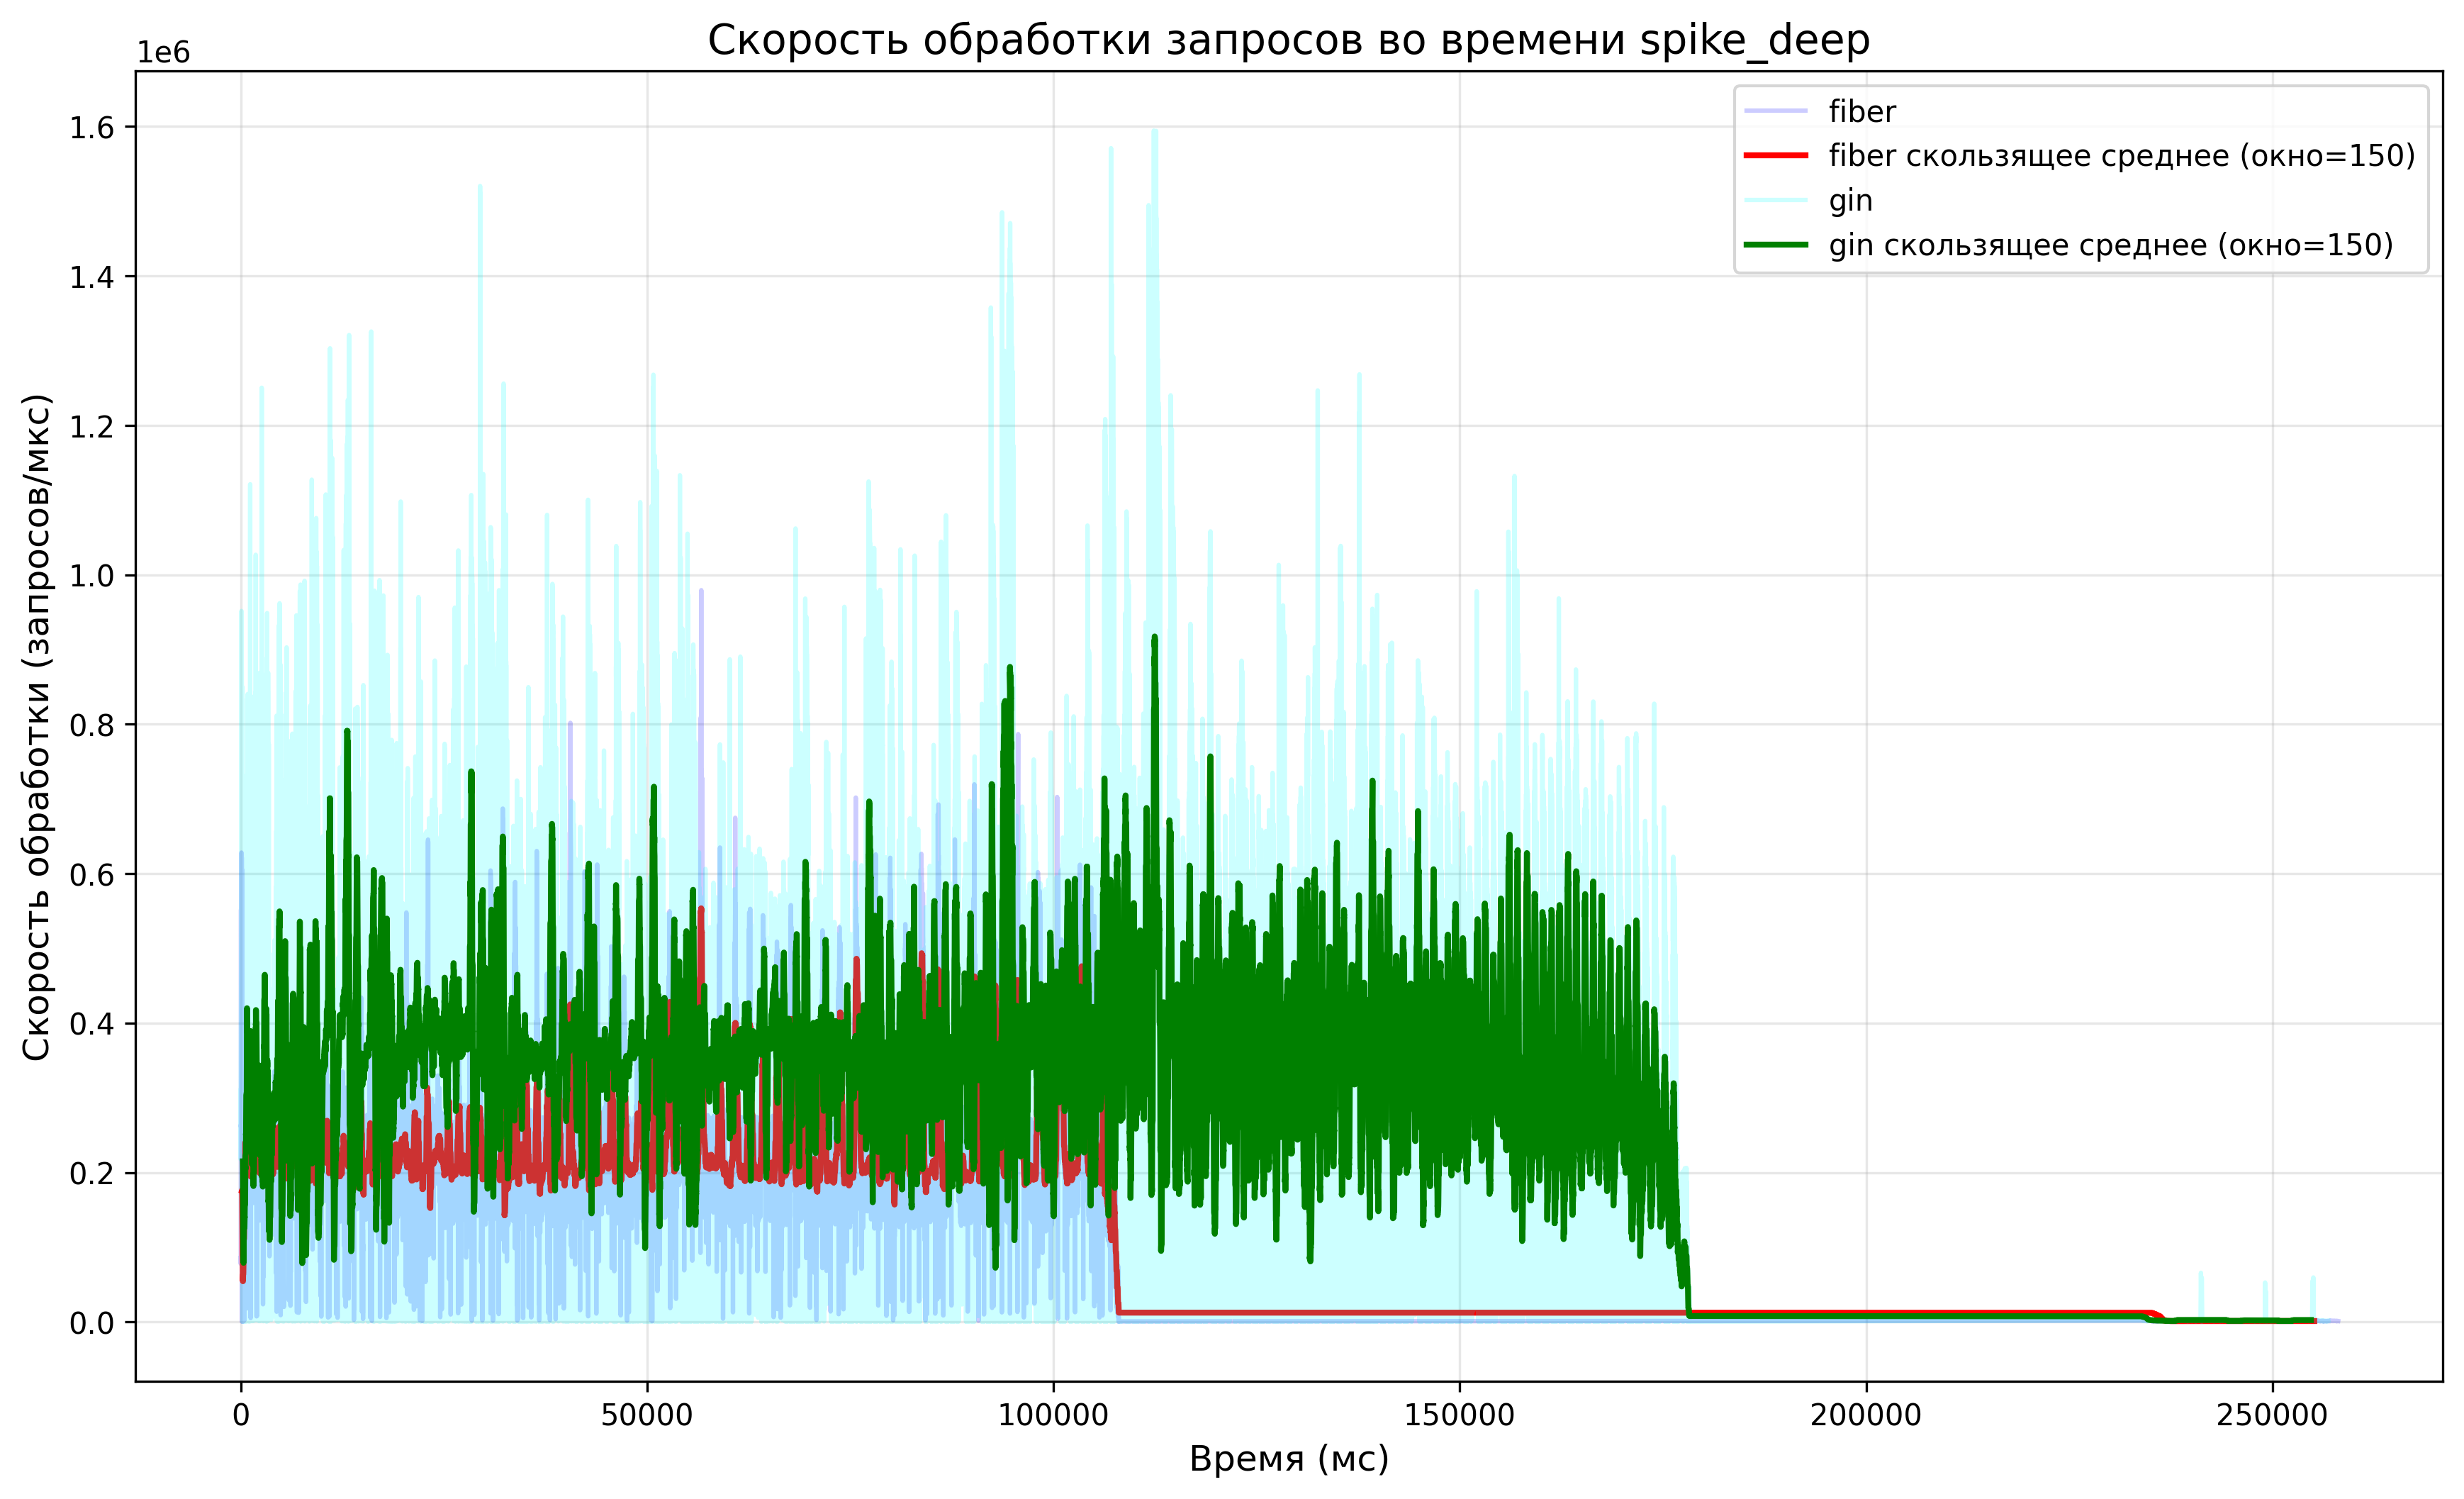 Скорость обработки запросов во времени spike_deep
1e6
fiber
fiber скользящее среднее (окно=150)
gin
gin скользящее среднее (окно=150)
Скорость обработки (запросов/мкс)
1.6
1.4
1.2
1.0
0.8
0.6
0.4
0.2
0.0
0 50000 100000 150000 200000 250000
Время (мс)